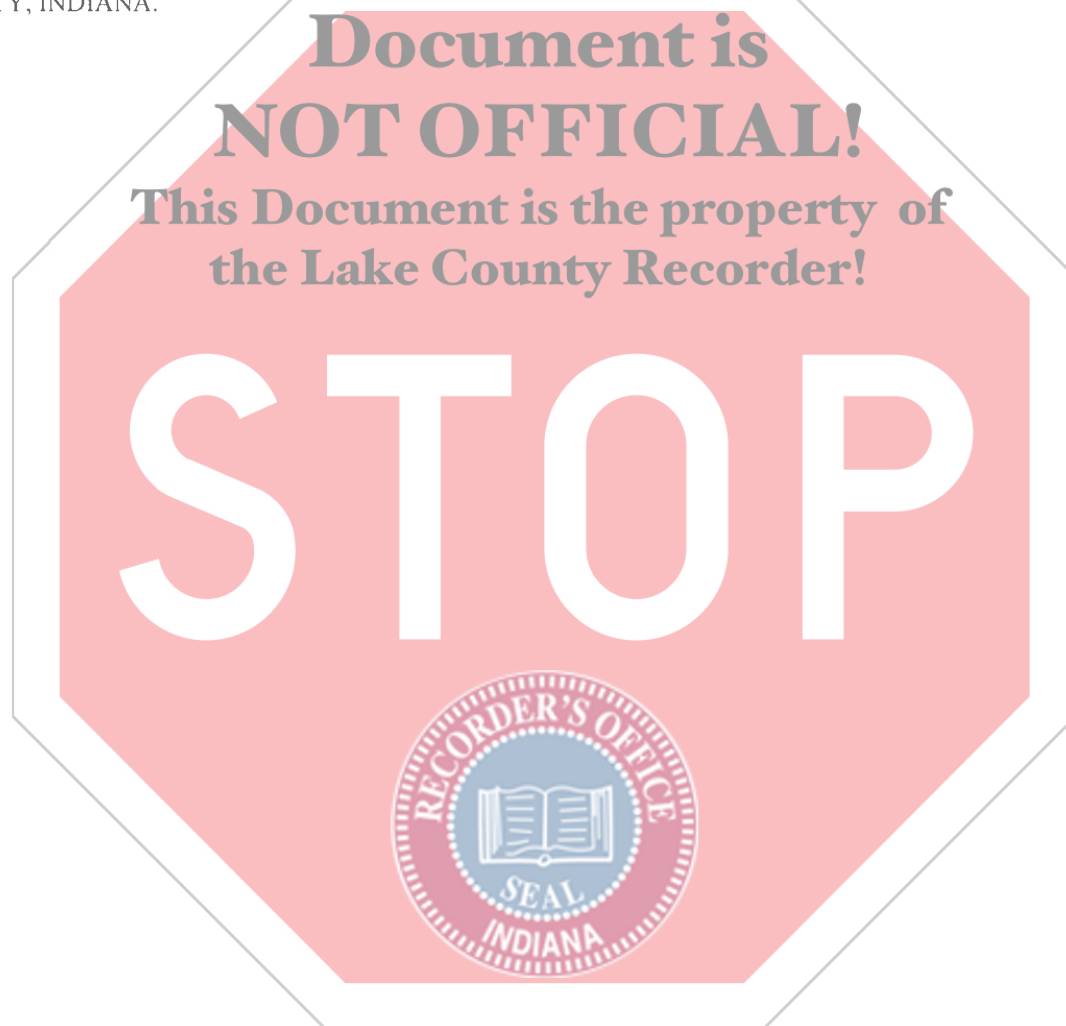 Y, INDIANA.
Document is
NOT OFFICIAL!
This Document is the property of
the Lake County Recorder!
STOP
RECORDER'S OFFICE
SEAL
INDIANA